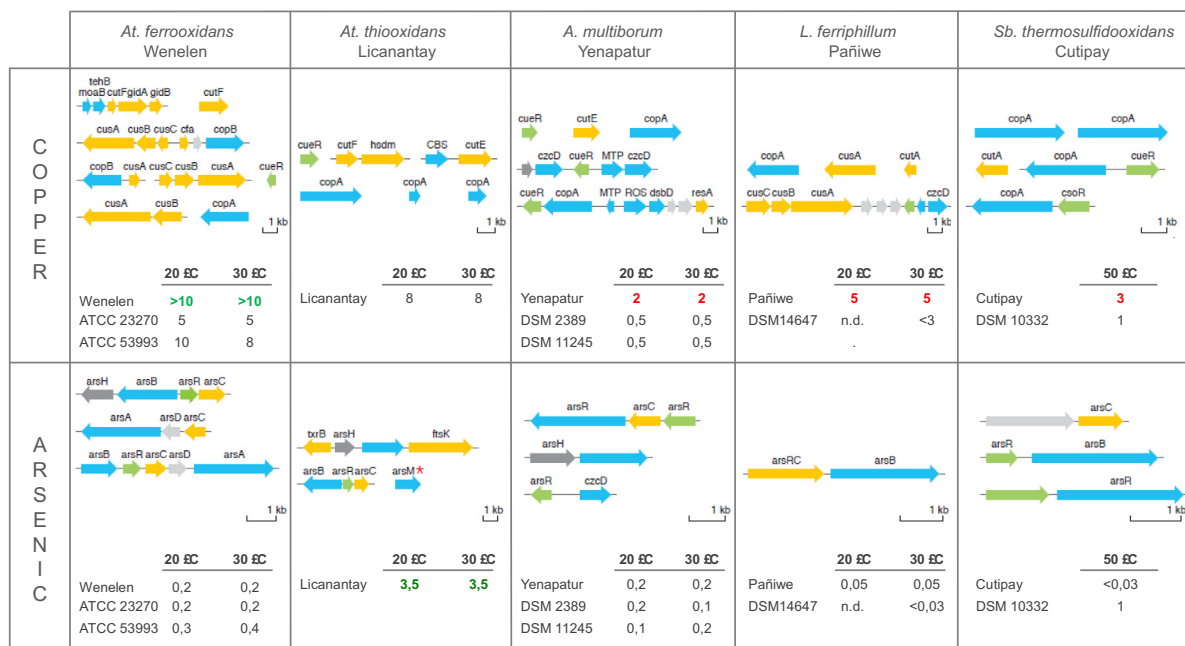 At. ferrooxidans
Wenelen
At. thiooxidans
Licanantay
A. multiborum
Yenapatur
L. ferriphillum
Pañiwe
Sb. thermosulfidooxidans
Cutipay
COPPER
tehB
moaB cutF gidA gidB cutF
cusA cusB cusC cfa copB
copB cusA cusC cusB cusA cueR
cusA cusB copA
1 kb
20 £C 30 £C
Wenelen >10 >10
ATCC 23270 5 5
ATCC 53993 10 8
cueR cutF hsdm CBS cutE
copA copA copA
1 kb
20 £C 30 £C
Licanantay 8 8
cueR cutE copA
czcD cueR MTP czcD
cueR copA MTP ROS dsbD resA
1 kb
20 £C 30 £C
Yenapatur 2 2
DSM 2389 0,5 0,5
DSM 11245 0,5 0,5
copA cusA cutA
cusC cusB cusA czcD
1 kb
20 £C 30 £C
Pañiwe 5 5
DSM14647 n.d. <3
.
copA copA
cutA copA cueR
copA csoR
1 kb
.
50 £C
Cutipay 3
DSM 10332 1
ARSENIC
arsH arsB arsR arsC
arsA arsD arsC
arsB arsR arsC arsD arsA
1 kb
20 £C 30 £C
Wenelen 0,2 0,2
ATCC 23270 0,2 0,2
ATCC 53993 0,3 0,4
txrB arsH ftsK
arsB arsR arsC arsM*
1 kb
20 £C 30 £C
Licanantay 3,5 3,5
arsR arsC arsR
arsH
arsR czcD
1 kb
20 £C 30 £C
Yenapatur 0,2 0,2
DSM 2389 0,2 0,1
DSM 11245 0,1 0,2
arsRC arsB
1 kb
20 £C 30 £C
Pañiwe 0,05 0,05
DSM14647 n.d. <0,03
arsC
arsR arsB
arsR
1 kb
50 £C
Cutipay <0,03
DSM 10332 1